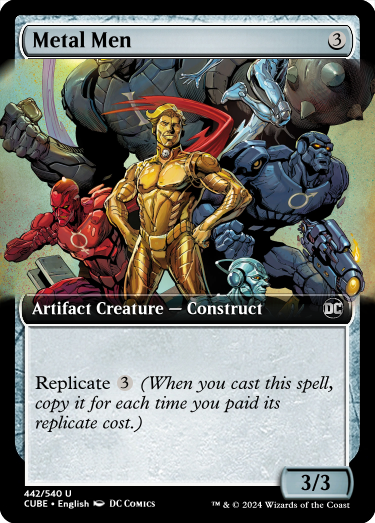 Metal Men 3
Artifact Creature — Construct DC
Replicate 3 (When you cast this spell,
copy it for each time you paid its
replicate cost.)
3/3
442/540 U
CUBE • English DC COMICS
™ & © 2024 Wizards of the Coast